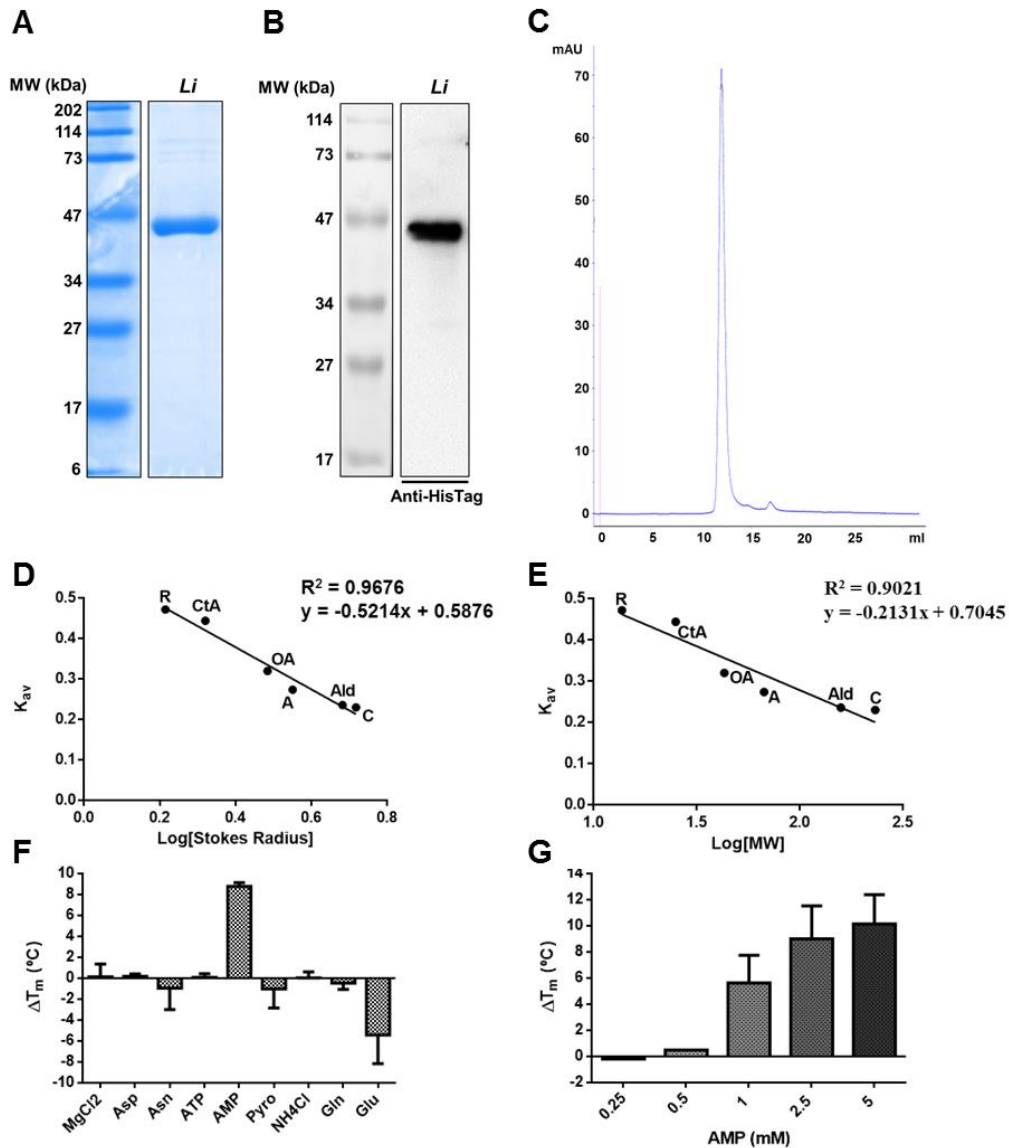 A
MW (kDa)
Li
202
114
73
47
34
27
17
6
B
MW (kDa)
Li
114
73
47
34
27
17
Anti-HisTag
C
mAU
70
60
50
40
30
20
10
0
0 5 10 15 20 25 ml
D
R² = 0.9676
y = -0.5214x + 0.5876
Kav
0.5
0.4
0.3
0.2
0.1
0.0
R
CtA
OA
A
Ald
C
0.0 0.2 0.4 0.6 0.8
Log[Stokes Radius]
E
R² = 0.9021
y = -0.2131x + 0.7045
Kav
0.5
0.4
0.3
0.2
0.1
0.0
R
CtA
OA
A
Ald
C
1.0 1.5 2.0 2.5
Log[MW]
F
ΔTm (ºC)
10
8
6
4
2
0
-2
-4
-6
-8
-10
MgCl2 Asp Asn ATP AMP Pyro NH4Cl Gln Glu
G
ΔTm (ºC)
14
12
10
8
6
4
2
0
-2
0.25 0.5 1 2.5 5
AMP (mM)